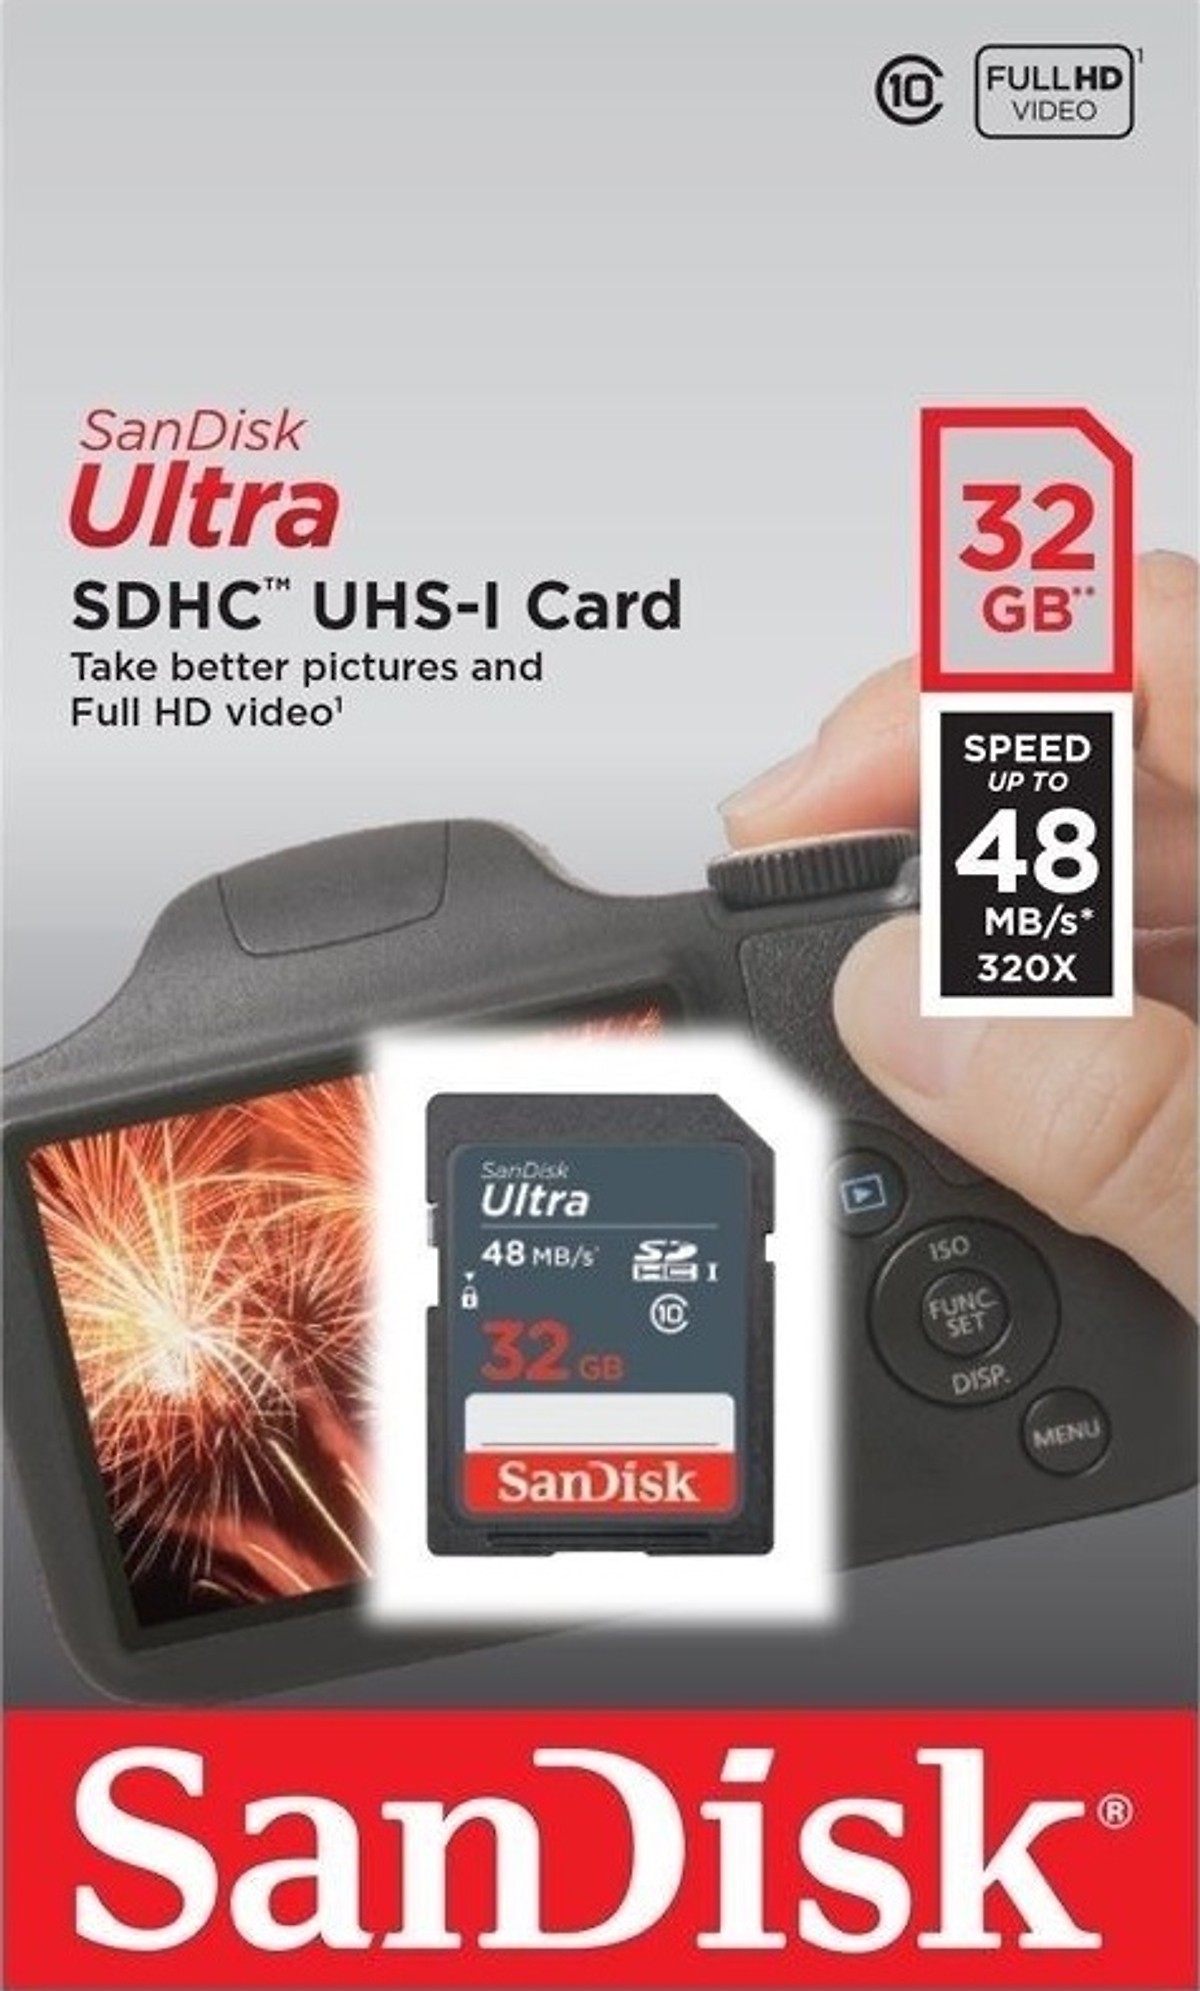 10 FULL HD 1
VIDEO
SanDisk
Ultra
SDHC™ UHS-I Card
Take better pictures and
Full HD video1
32
GB**
SPEED
UP TO
48
MB/s*
320X
SanDisk
Ultra
48 MB/s* SD HC I
10
32 GB
SanDisk
ISO
FUNC.
SET
DISP.
MENU
SanDisk®